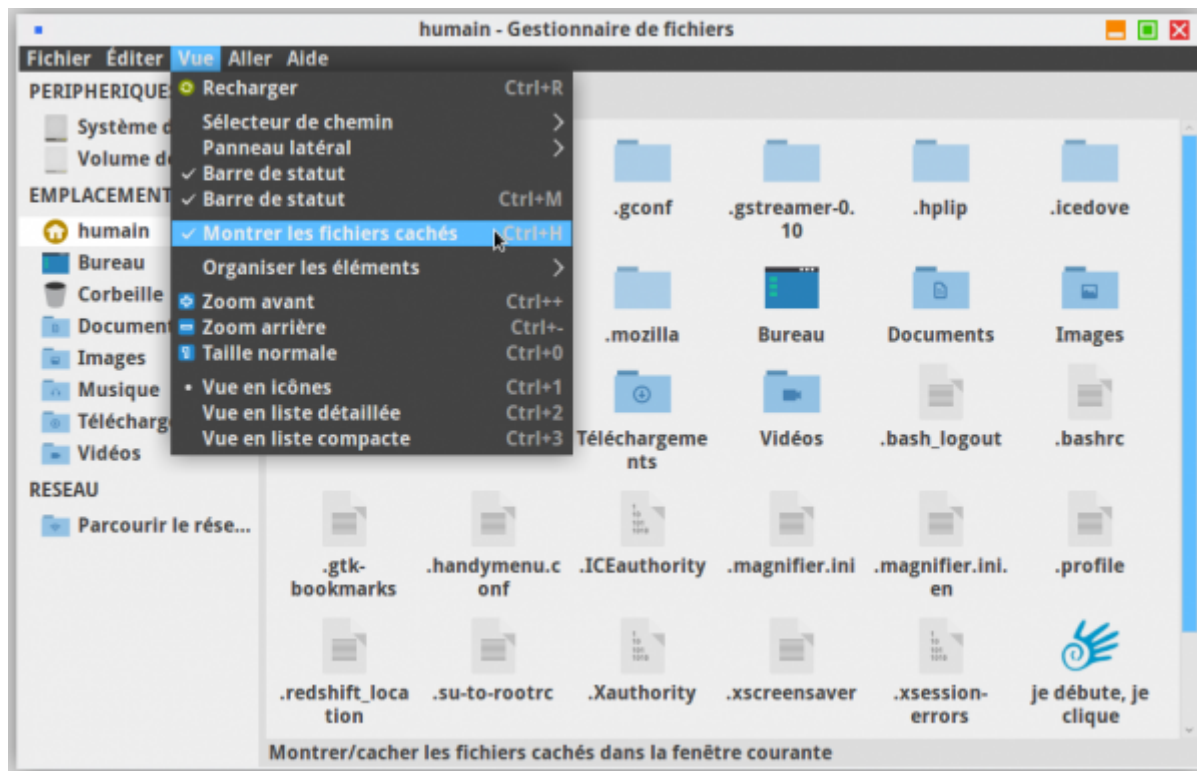 humain - Gestionnaire de fichiers
Fichier Éditer Vue Aller Aide
PERIPHERIQUE
Système d
Volume d
EMPLACEMENT
humain
Bureau
Corbeille
Documen
Images
Musique
Télécharg
Vidéos
RESEAU
Parcourir le rése...
Recharger Ctrl+R
Sélecteur de chemin
Panneau latéral
Barre de statut
Barre de statut Ctrl+M
Montrer les fichiers cachés Ctrl+H
Organiser les éléments
Zoom avant Ctrl++
Zoom arrière Ctrl+-
Taille normale Ctrl+0
Vue en icônes Ctrl+1
Vue en liste détaillée Ctrl+2
Vue en liste compacte Ctrl+3
.gconf .gstreamer-0. .hplip .icedove
10
.mozilla Bureau Documents Images
Téléchargeme Vidéos .bash_logout .bashrc
nts
.gtk- .handymenu.c .ICEauthority .magnifier.ini .magnifier.ini. .profile
bookmarks onf en
.redshift_loca .su-to-rootrc .Xauthority .xscreensaver .xsession- je débute, je
tion errors clique
Montrer/cacher les fichiers cachés dans la fenêtre courante